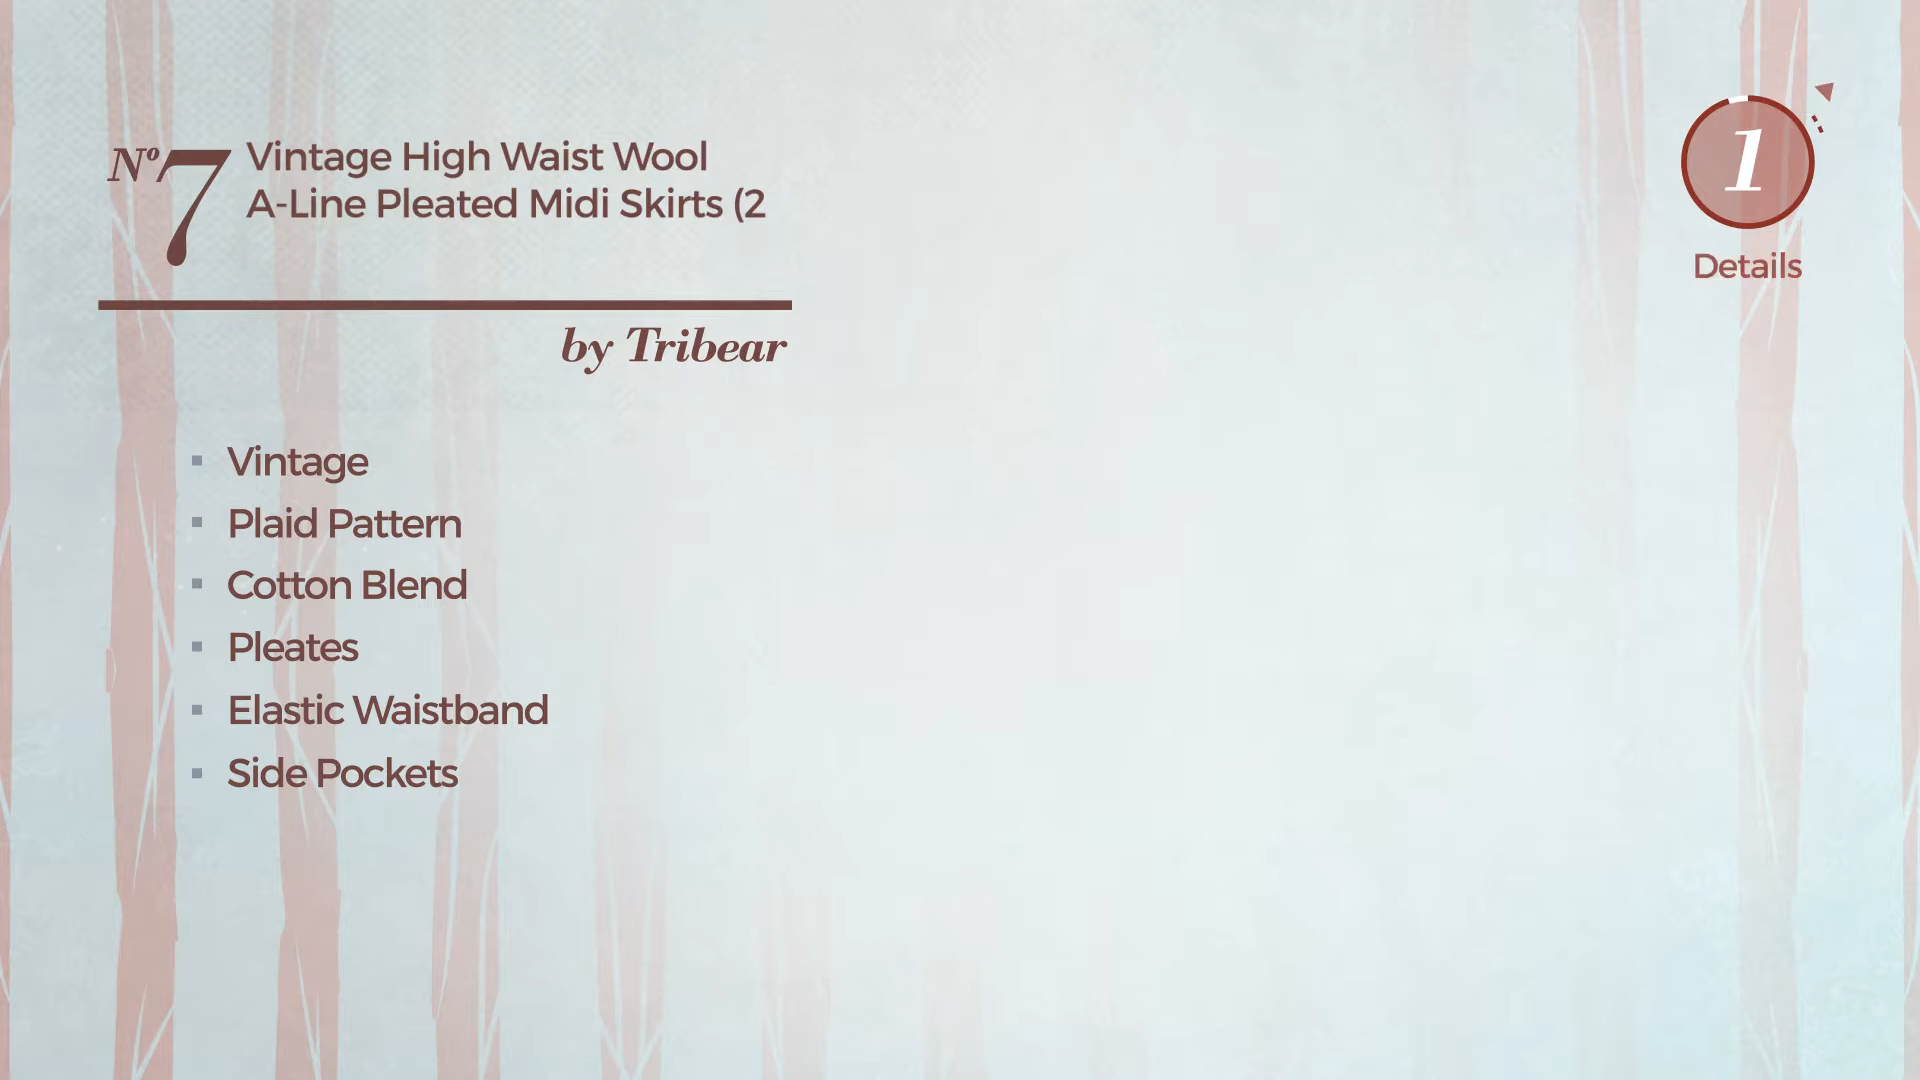 Nº7 Vintage High Waist Wool
A-Line Pleated Midi Skirts (2
by Tribear
Vintage
Plaid Pattern
Cotton Blend
Pleates
Elastic Waistband
Side Pockets
1
Details